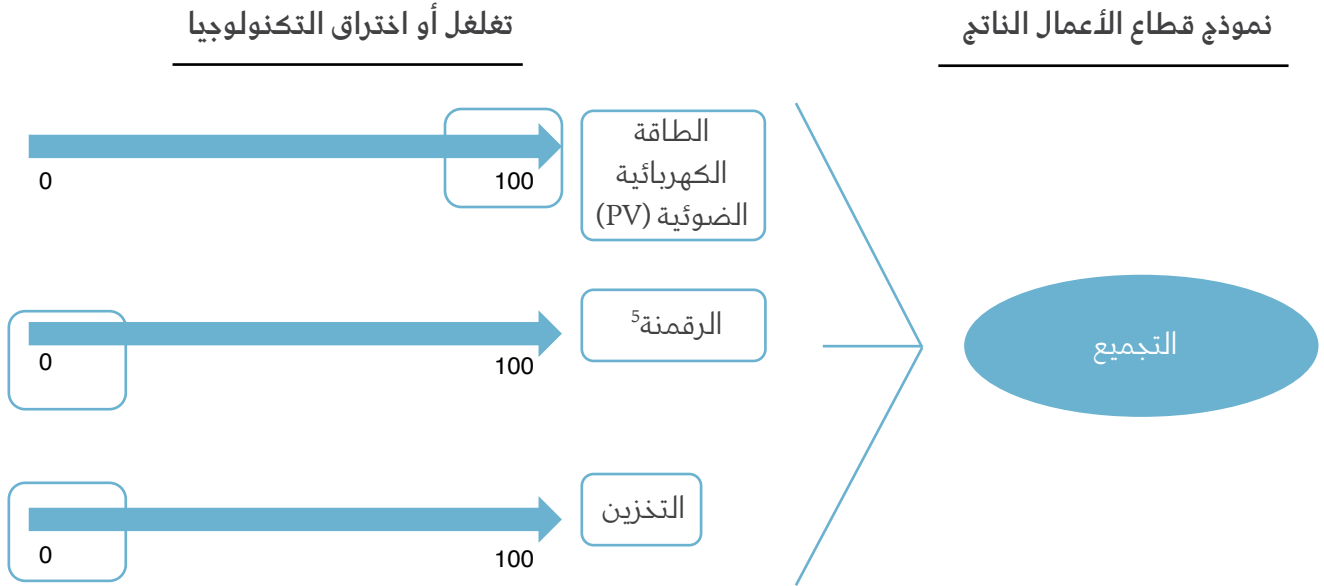 نموذج قطاع الأعمال الناتج
تغلغل أو اختراق التكنولوجيا
الطاقة
الكهربائية
الضوئية (PV)
0
100
الرقمنة⁵
0
100
التجميع
التخزين
0
100